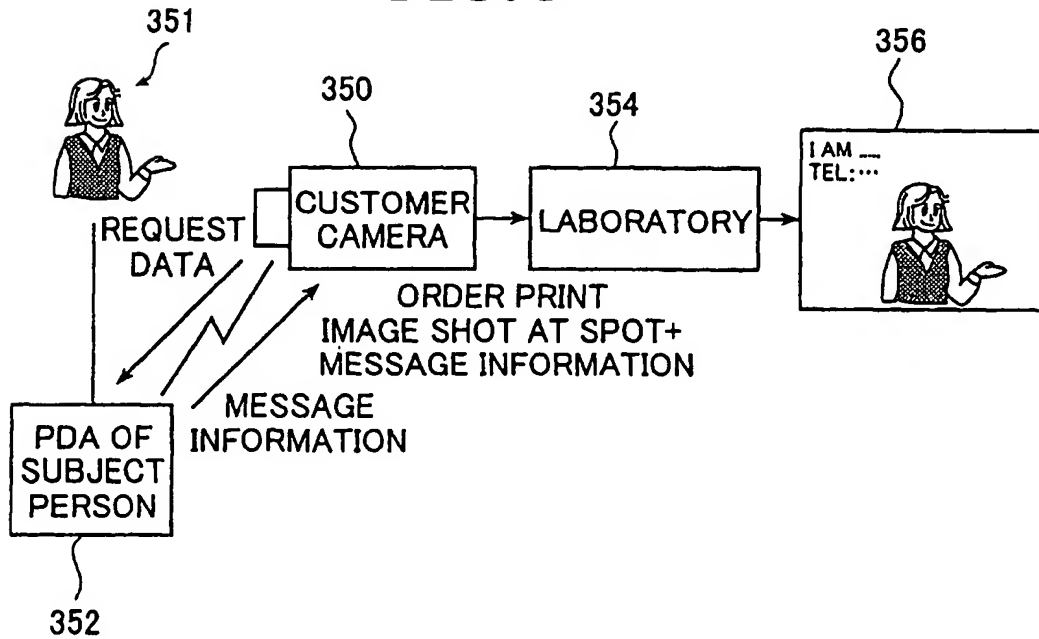 351
350
354
356
CUSTOMER
CAMERA
LABORATORY
I AM ....
TEL:...
REQUEST
DATA
ORDER PRINT
IMAGE SHOT AT SPOT+
MESSAGE INFORMATION
MESSAGE
INFORMATION
PDA OF
SUBJECT
PERSON
352